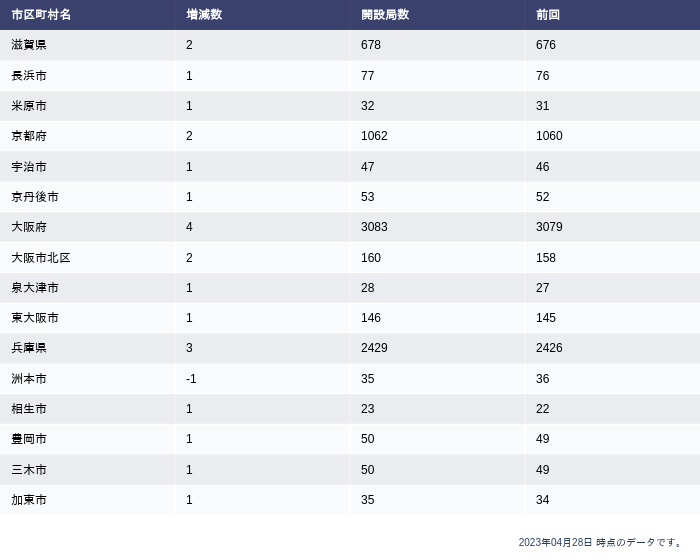 市区町村名 増減数 開設局数 前回
滋賀県 2 678 676
長浜市 1 77 76
米原市 1 32 31
京都府 2 1062 1060
宇治市 1 47 46
京丹後市 1 53 52
大阪府 4 3083 3079
大阪市北区 2 160 158
泉大津市 1 28 27
東大阪市 1 146 145
兵庫県 3 2429 2426
洲本市 -1 35 36
相生市 1 23 22
豊岡市 1 50 49
三木市 1 50 49
加東市 1 35 34
2023年04月28日 時点のデータです。